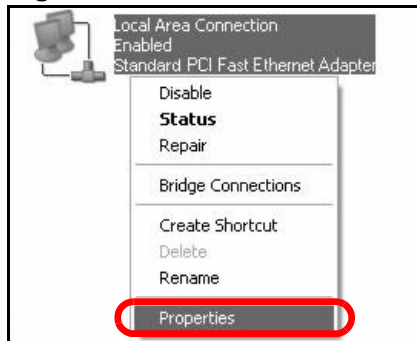 Local Area Connection
Enabled
Standard PCI Fast Ethernet Adapter
Disable
Status
Repair
Bridge Connections
Create Shortcut
Delete
Rename
Properties